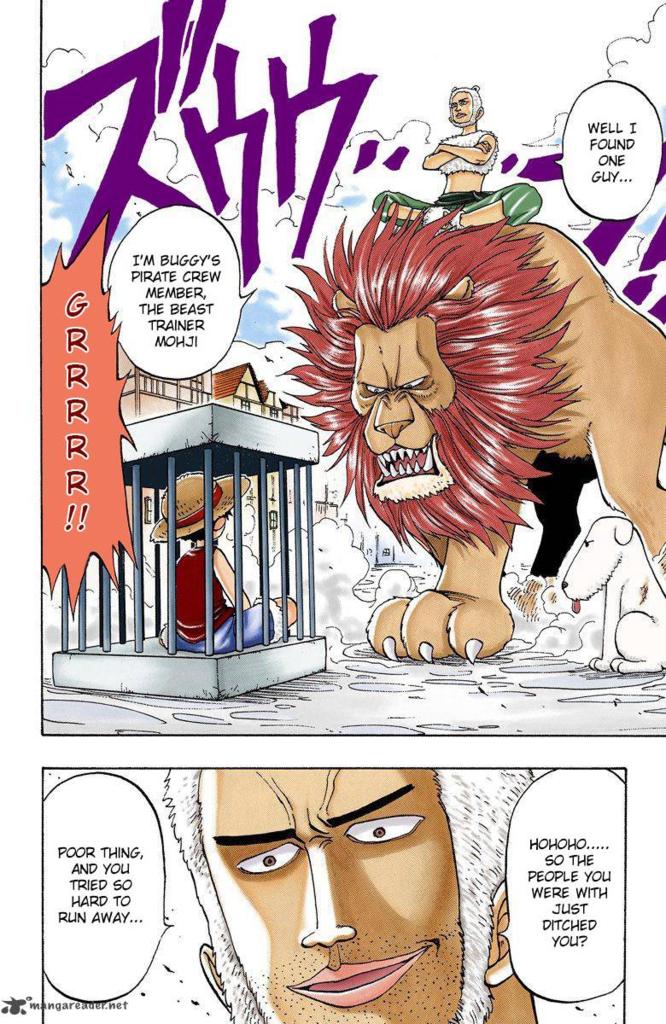 ズウウ
WELL I
FOUND
ONE
GUY...
I'M BUGGY'S
PIRATE CREW
MEMBER,
THE BEAST
TRAINER
MOHJI
GRRRRR!!
HOHOHO.....
SO THE
PEOPLE YOU
WERE WITH
JUST
DITCHED
YOU?
POOR THING,
AND YOU
TRIED SO
HARD TO
RUN AWAY...
mangareader.net